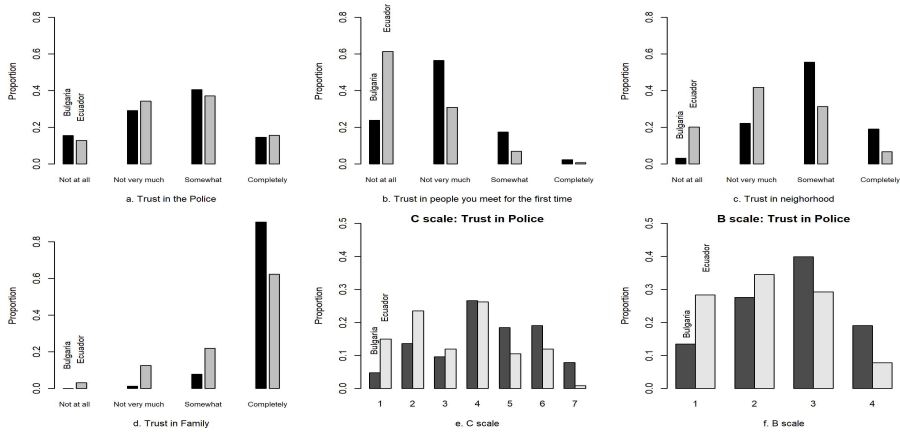 Proportion
0.0 0.2 0.4 0.6 0.8
Bulgaria
Ecuador
Not at all Not very much Somewhat Completely
a. Trust in the Police
0.0 0.2 0.4 0.6 0.8
Proportion
Bulgaria
Ecuador
Not at all Not very much Somewhat Completely
b. Trust in people you meet for the first time
0.0 0.2 0.4 0.6 0.8
Proportion
Bulgaria
Ecuador
Not at all Not very much Somewhat Completely
c. Trust in neighorhood
Proportion
0.0 0.2 0.4 0.6 0.8
Bulgaria
Ecuador
Not at all Not very much Somewhat Completely
d. Trust in Family
C scale: Trust in Police
Proportion
0.0 0.1 0.2 0.3 0.4 0.5
Bulgaria
Ecuador
1 2 3 4 5 6 7
e. C scale
B scale: Trust in Police
Proportion
0.0 0.1 0.2 0.3 0.4 0.5
Bulgaria
Ecuador
1 2 3 4
f. B scale